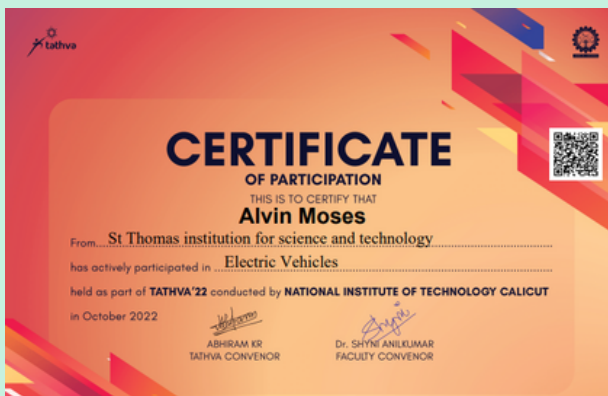 tathva
CERTIFICATE
OF PARTICIPATION
THIS IS TO CERTIFY THAT
Alvin Moses
From St Thomas institution for science and technology
has actively participated in Electric Vehicles
held as part of TATHVA'22 conducted by NATIONAL INSTITUTE OF TECHNOLOGY CALICUT
in October 2022
ABHIRAM KR
TATHVA CONVENOR
Dr. SHYNI ANILKUMAR
FACULTY CONVENOR